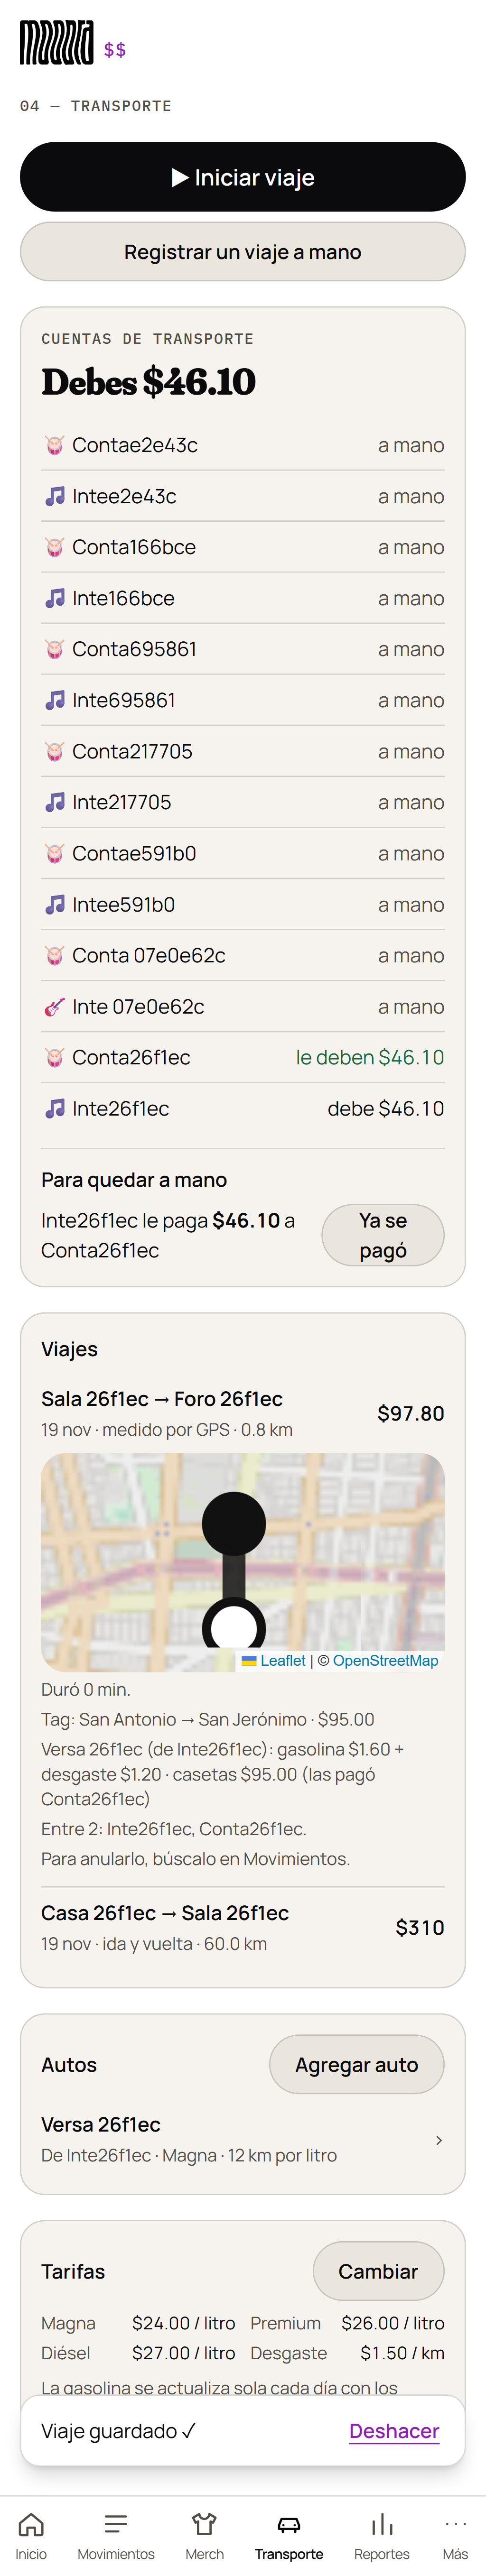 mooora $$
04 — TRANSPORTE
▶ Iniciar viaje
Registrar un viaje a mano
CUENTAS DE TRANSPORTE
Debes $46.10
Contae2e43c a mano
Intee2e43c a mano
Conta166bce a mano
Inte166bce a mano
Conta695861 a mano
Inte695861 a mano
Conta217705 a mano
Inte217705 a mano
Contae591b0 a mano
Intee591b0 a mano
Conta 07e0e62c a mano
Inte 07e0e62c a mano
Conta26f1ec le deben $46.10
Inte26f1ec debe $46.10
Para quedar a mano
Inte26f1ec le paga $46.10 a
Conta26f1ec
Ya se
pagó
Viajes
Sala 26f1ec → Foro 26f1ec
19 nov · medido por GPS · 0.8 km
$97.80
Leaflet | © OpenStreetMap
Duró 0 min.
Tag: San Antonio → San Jerónimo · $95.00
Versa 26f1ec (de Inte26f1ec): gasolina $1.60 +
desgaste $1.20 · casetas $95.00 (las pagó
Conta26f1ec)
Entre 2: Inte26f1ec, Conta26f1ec.
Para anularlo, búscalo en Movimientos.
Casa 26f1ec → Sala 26f1ec
19 nov · ida y vuelta · 60.0 km
$310
Autos
Agregar auto
Versa 26f1ec
De Inte26f1ec · Magna · 12 km por litro
Tarifas
Cambiar
Magna $24.00 / litro Premium $26.00 / litro
Diésel $27.00 / litro Desgaste $1.50 / km
La gasolina se actualiza sola cada día con los
Viaje guardado ✓
Deshacer
Inicio Movimientos Merch Transporte Reportes Más